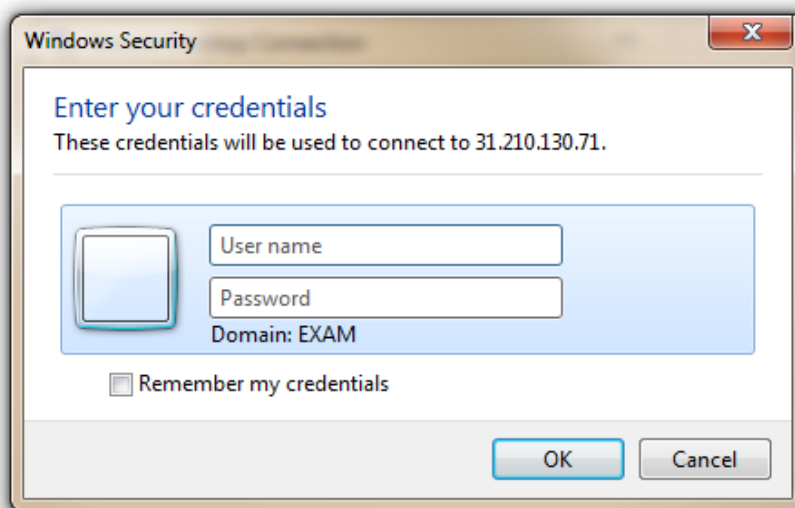 Windows Security
Enter your credentials
These credentials will be used to connect to 31.210.130.71.
User name
Password
Domain: EXAM
Remember my credentials
OK
Cancel